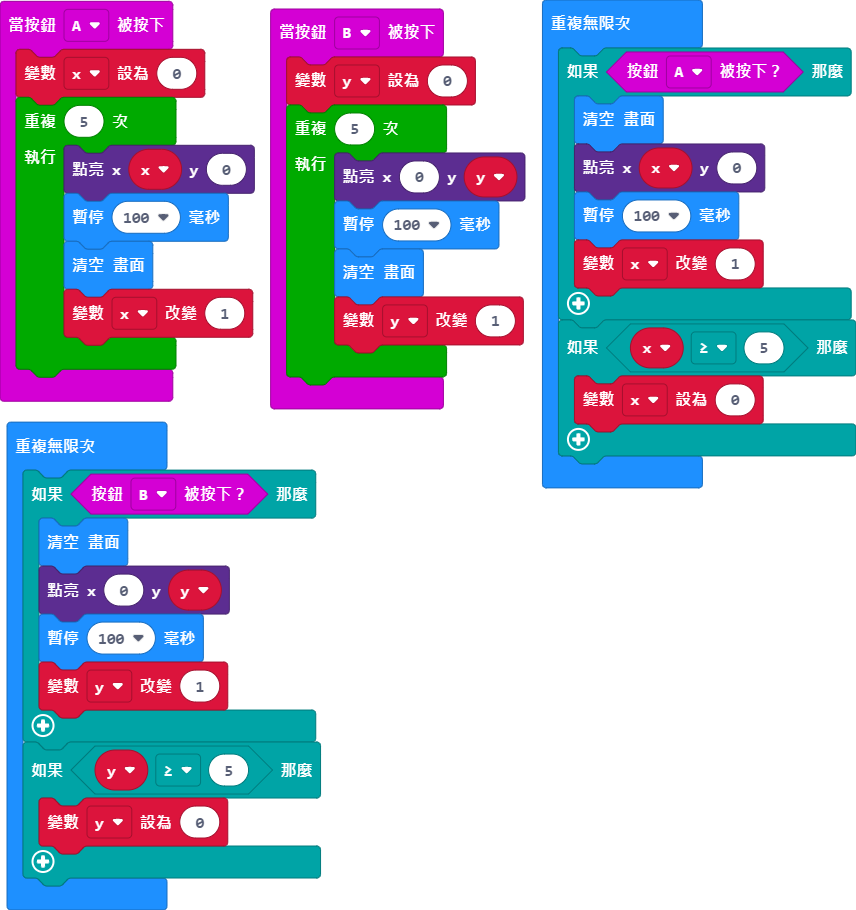 當按鈕 A 被按下
變數 x 設為 0
重複 5 次
執行
點亮 x x y 0
暫停 100 毫秒
清空 畫面
變數 x 改變 1
當按鈕 B 被按下
變數 y 設為 0
重複 5 次
執行
點亮 x 0 y y
暫停 100 毫秒
清空 畫面
變數 y 改變 1
重複無限次
如果 按鈕 A 被按下？ 那麼
清空 畫面
點亮 x x y 0
暫停 100 毫秒
變數 x 改變 1
如果 x ≥ 5 那麼
變數 x 設為 0
重複無限次
如果 按鈕 B 被按下？ 那麼
清空 畫面
點亮 x 0 y y
暫停 100 毫秒
變數 y 改變 1
如果 y ≥ 5 那麼
變數 y 設為 0